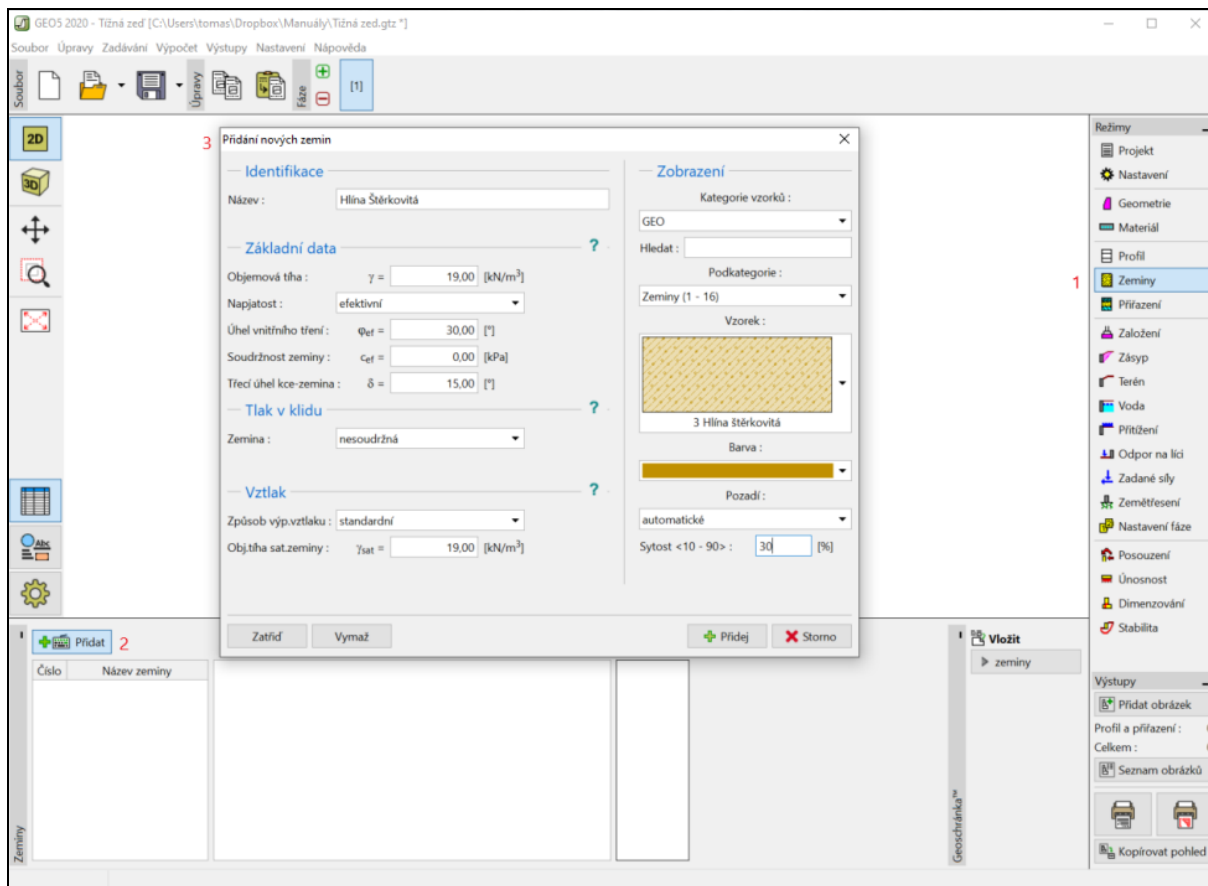 GEO5 2020 - Tížná zeď [C:\Users\tomas\Dropbox\Manuály\Tižná zed.gtz *]
Soubor Úpravy Zadávání Výpočet Výstupy Nastavení Nápověda
Soubor
Úpravy
Fáze
[1]
2D
3D
3 Přidání nových zemin
Identifikace
Název : Hlína Štěrkovitá
Základní data ?
Objemová tíha : γ = 19,00 [kN/m³]
Napjatost : efektivní
Úhel vnitřního tření : φef = 30,00 [°]
Soudržnost zeminy : cef = 0,00 [kPa]
Třecí úhel kce-zemina : δ = 15,00 [°]
Tlak v klidu ?
Zemina : nesoudržná
Vztlak ?
Způsob výp.vztlaku : standardní
Obj.tíha sat.zeminy : γsat = 19,00 [kN/m³]
Zobrazení
Kategorie vzorků :
GEO
Hledat :
Podkategorie :
Zeminy (1 - 16)
Vzorek :
3 Hlína štěrkovitá
Barva :
Pozadí :
automatické
Sytost <10 - 90> : 30 [%]
Zatřiď Vymaž Přidej Storno
Režimy
Projekt
Nastavení
Geometrie
Materiál
Profil
1 Zeminy
Přiřazení
Založení
Zásyp
Terén
Voda
Přitížení
Odpor na líci
Zadané síly
Zemětřesení
Nastavení fáze
Posouzení
Únosnost
Dimenzování
Stabilita
Abc
Přidat 2
Číslo Název zeminy
Zeminy
Vložit
zeminy
Geoschránka™
Výstupy
Přidat obrázek
Profil a přiřazení :
Celkem :
Seznam obrázků
Kopírovat pohled